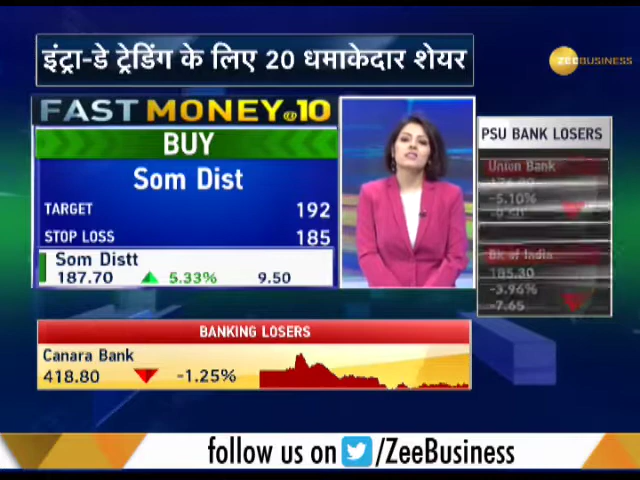 इंट्रा-डे ट्रेडिंग के लिए 20 धमाकेदार शेयर
ZEEBUSINESS
FAST MONEY@10
BUY
Som Dist
TARGET 192
STOP LOSS 185
Som Distt
187.70 5.33% 9.50
PSU BANK LOSERS
Union Bank
-5.10%
Bk of India
185.30
-3.96%
-7.65
BANKING LOSERS
Canara Bank
418.80 -1.25%
follow us on /ZeeBusiness